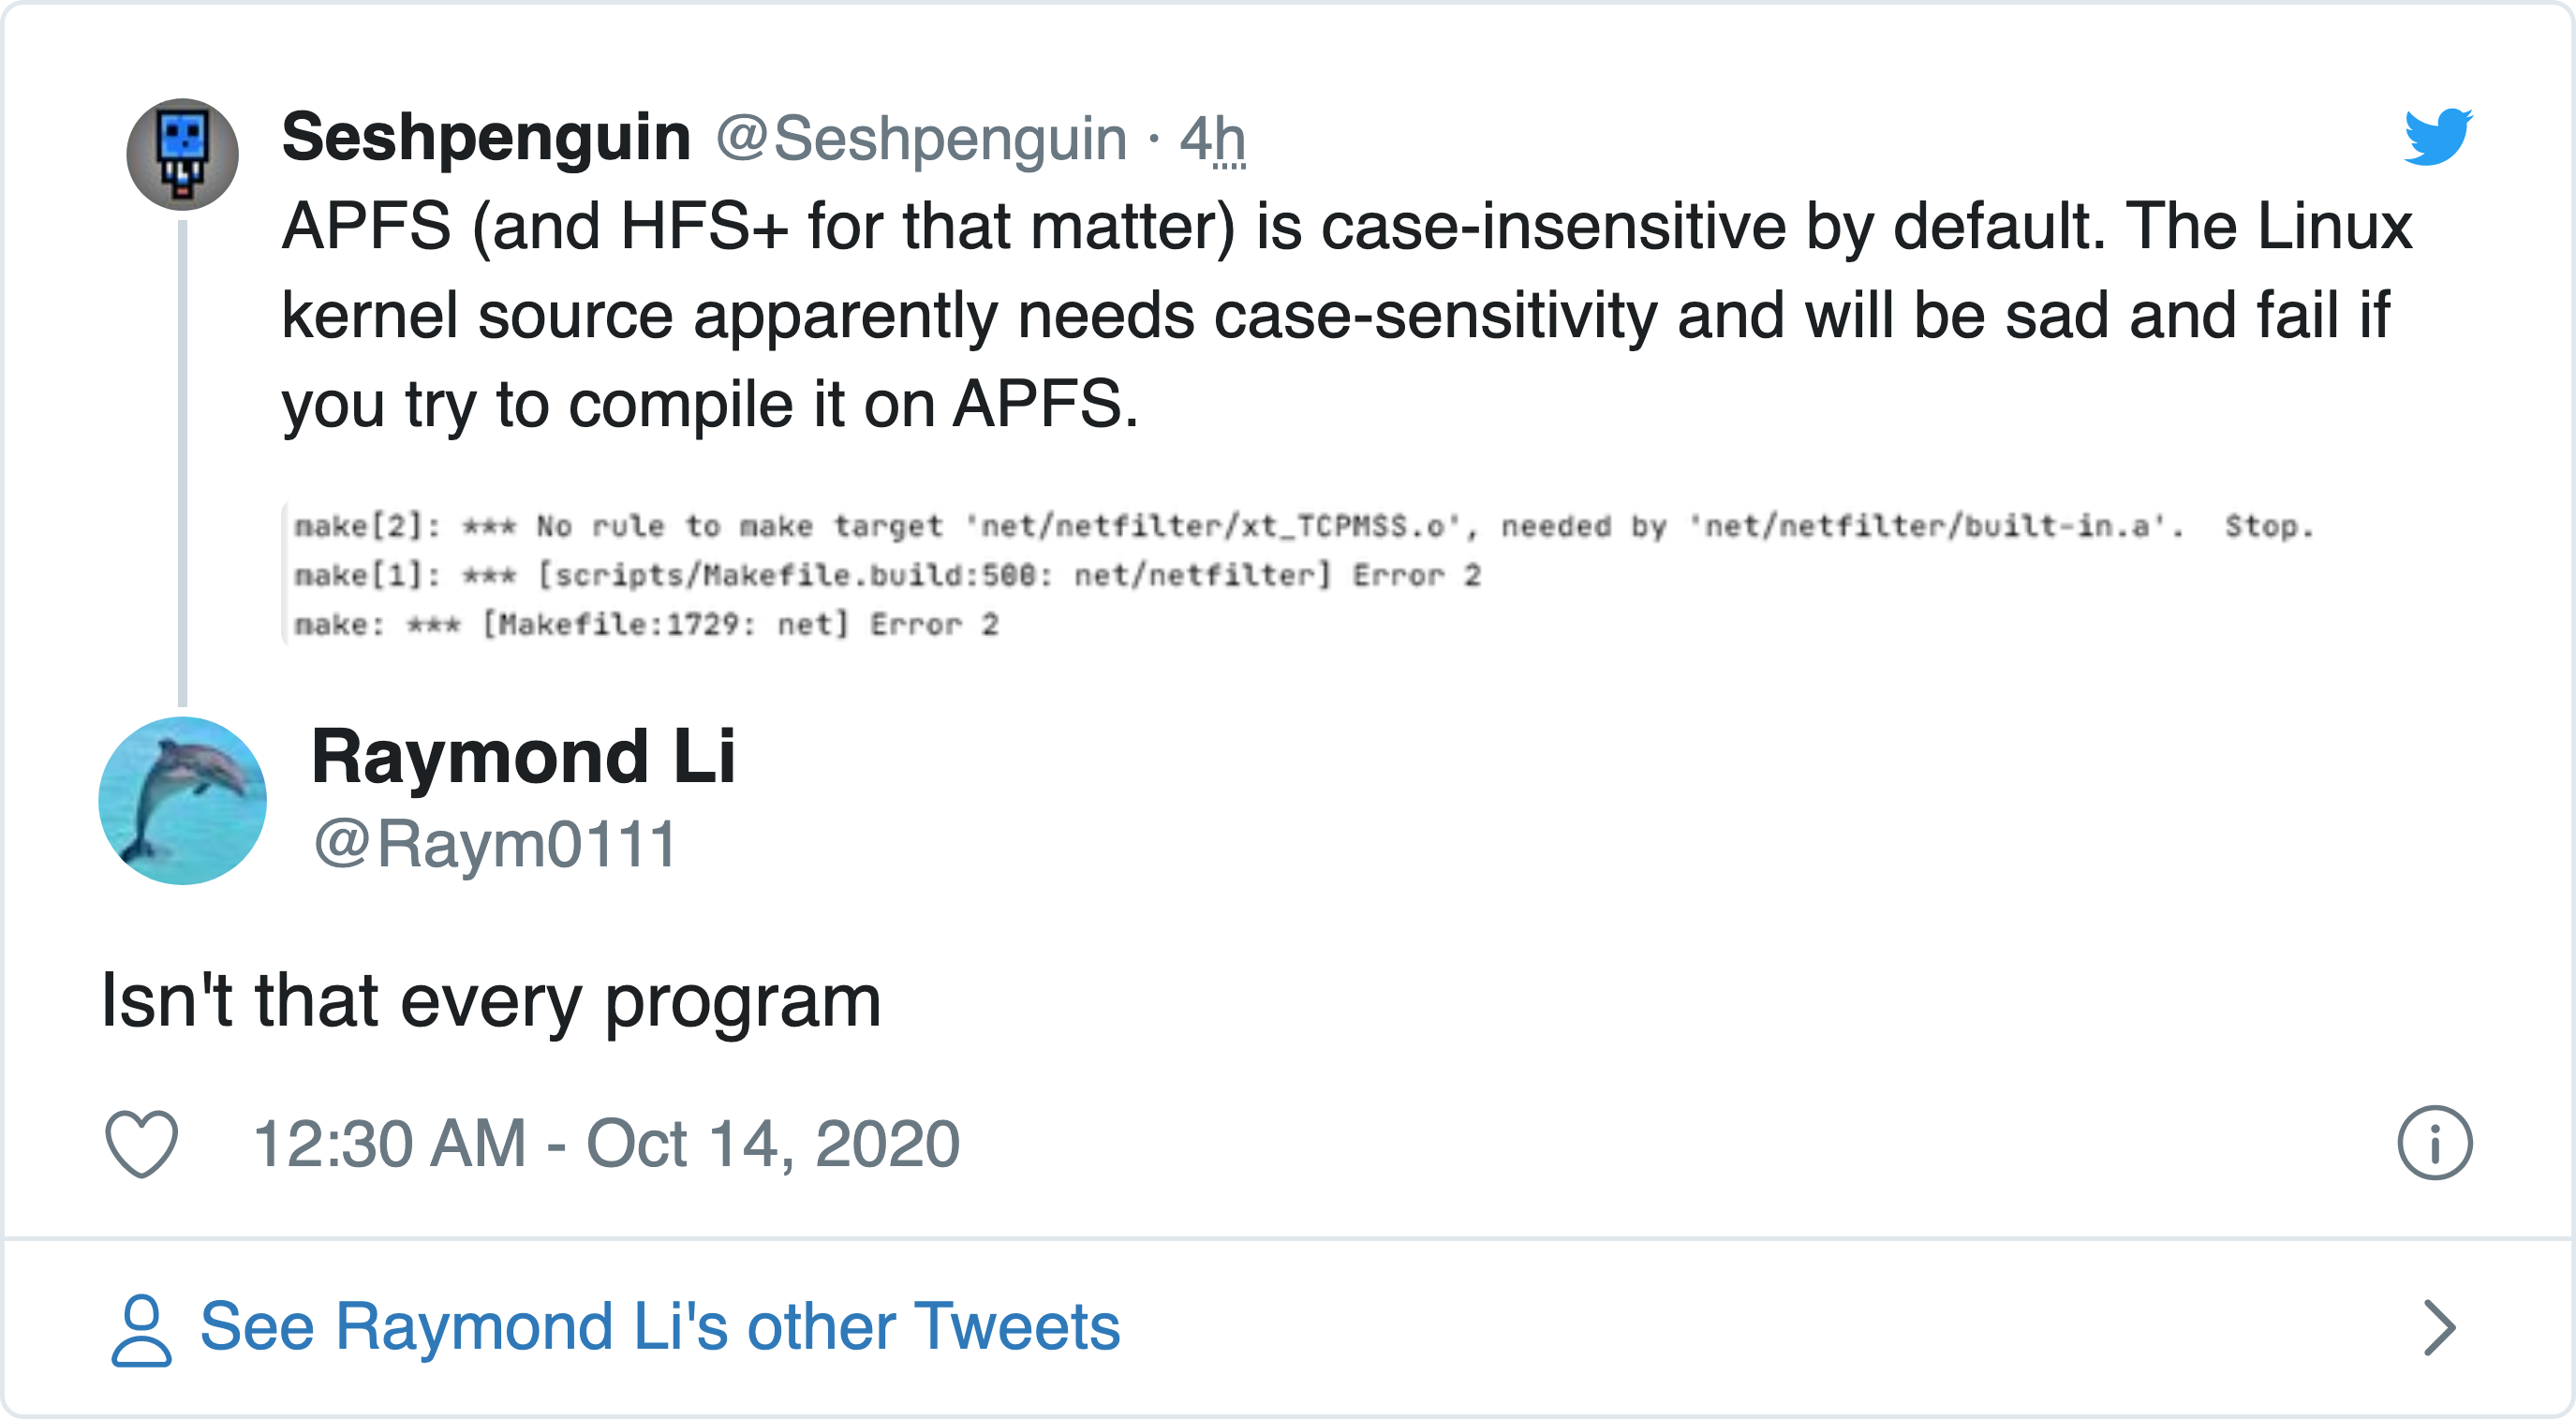 Seshpenguin @Seshpenguin · 4h
APFS (and HFS+ for that matter) is case-insensitive by default. The Linux
kernel source apparently needs case-sensitivity and will be sad and fail if
you try to compile it on APFS.
make[2]: *** No rule to make target 'net/netfilter/xt_TCPMSS.o', needed by 'net/netfilter/built-in.a'.  Stop.
make[1]: *** [scripts/Makefile.build:500: net/netfilter] Error 2
make: *** [Makefile:1729: net] Error 2
Raymond Li
@Raym0111
Isn't that every program
12:30 AM - Oct 14, 2020
See Raymond Li's other Tweets